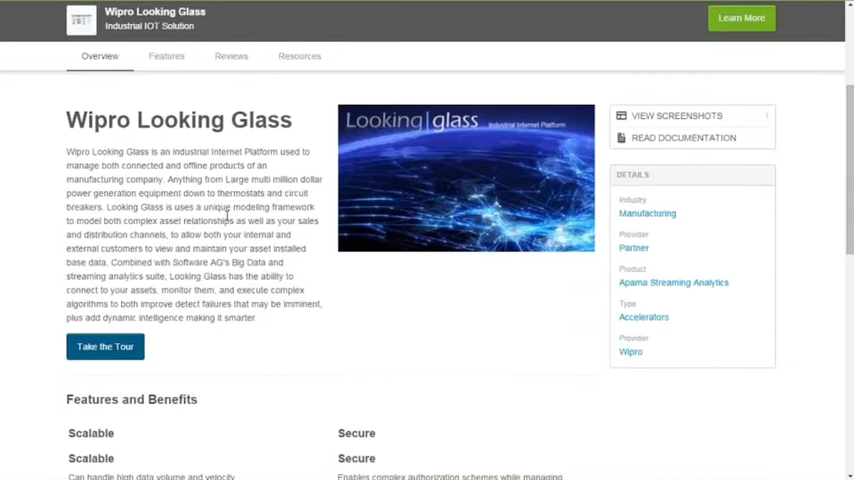 Wipro Looking Glass
Industrial IOT Solution
Learn More
Overview
Features
Reviews
Resources
Wipro Looking Glass
Wipro Looking Glass is an industrial Internet Platform used to
manage both connected and offline products of an
manufacturing company. Anything from Large multi million dollar
power generation equipment down to thermostats and circuit
breakers. Looking Glass is uses a unique modeling framework
to model both complex asset relationships as well as your sales
and distribution channels, to allow both your internal and
external customers to view and maintain your asset installed
base data. Combined with Software AG's Big Data and
streaming analytics suite, Looking Glass has the ability to
connect to your assets, monitor them, and execute complex
algorithms to both improve detect failures that may be imminent,
plus add dynamic intelligence making it smarter
Take the Tour
Looking|glass Industrial Internet Platform
VIEW SCREENSHOTS
READ DOCUMENTATION
DETAILS
Industry
Manufacturing
Provider
Partner
Product
Apama Streaming Analytics
Type
Accelerators
Provider
Wipro
Features and Benefits
Scalable
Secure
Scalable
Secure
Can handle high data volume and velocity
Enables complex authorization schemes while managing